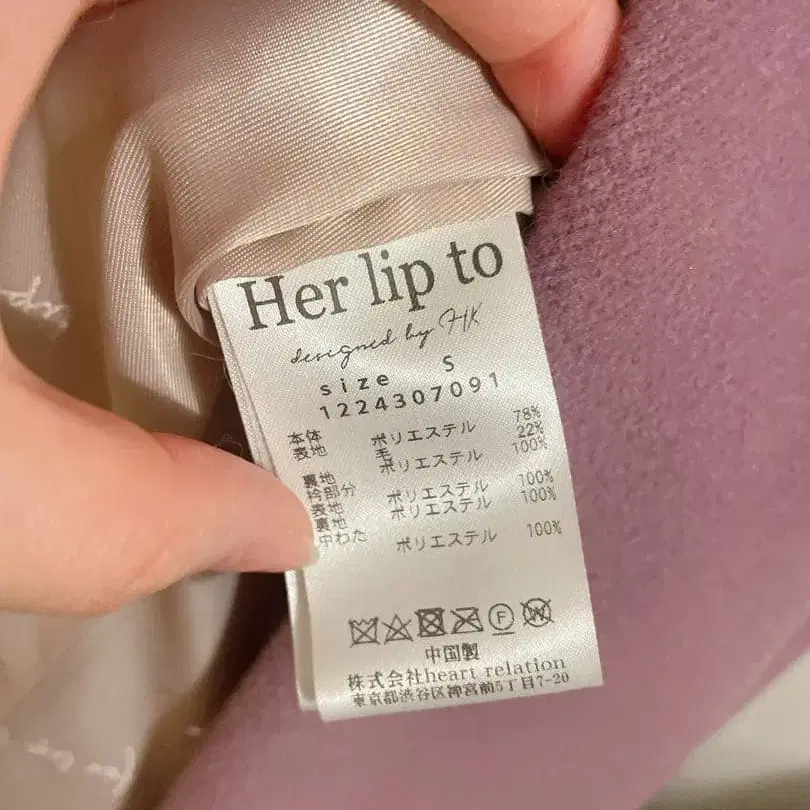 Her lip to
designed by HK
size S
1224307091
本体
表地 ポリエステル 78%
毛 22%
裏地 ポリエステル 100%
衿部分
表地 ポリエステル 100%
裏地 ポリエステル 100%
中わた ポリエステル 100%
中国製
株式会社heart relation
東京都渋谷区神宮前5丁目7-20